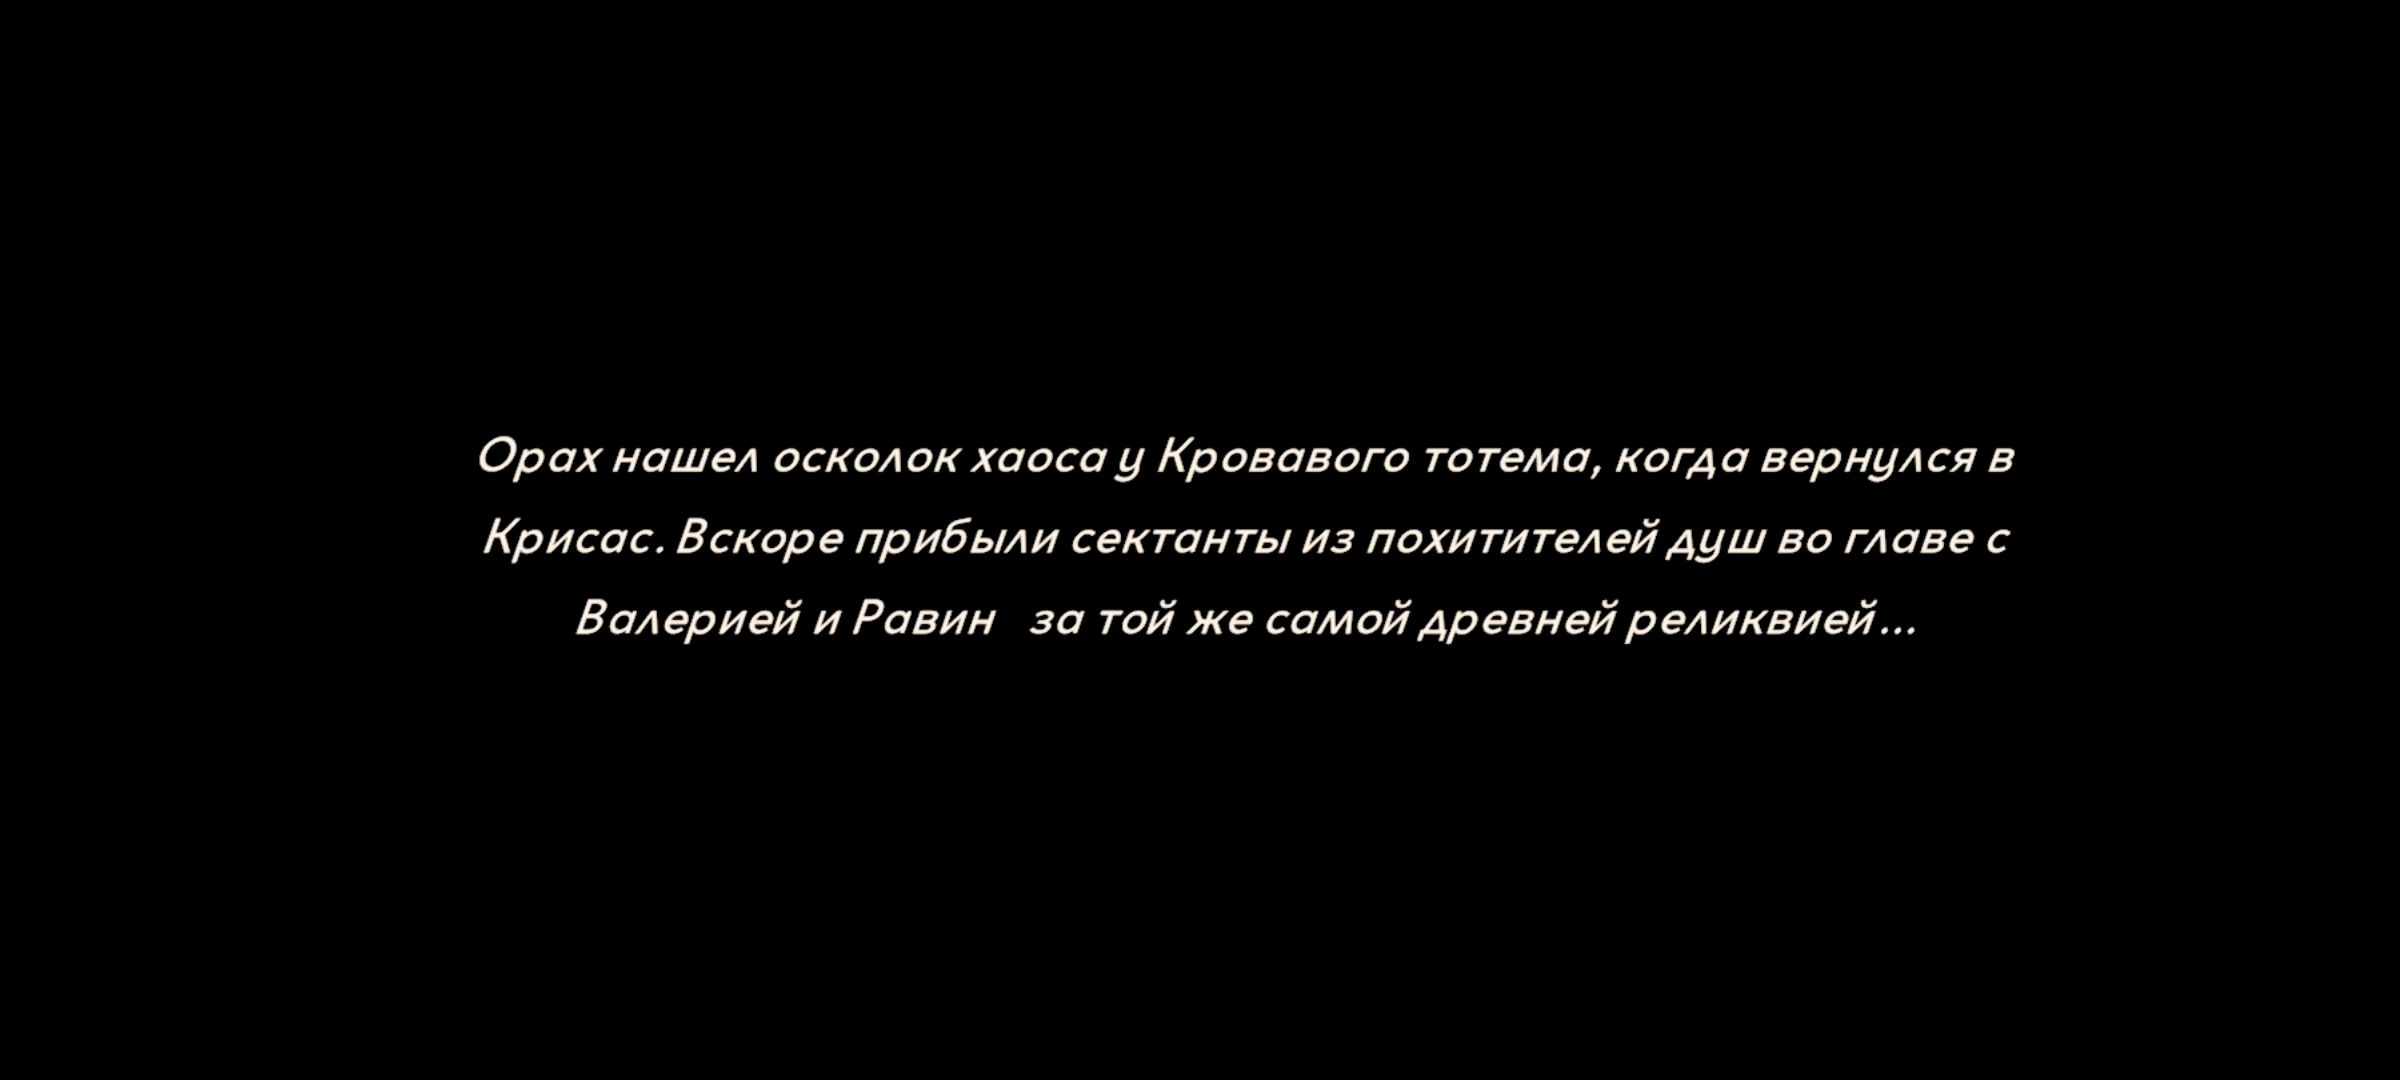 Орах нашел осколок хаоса у Кровавого тотема, когда вернулся в
Крисас. Вскоре прибыли сектанты из похитителей душ во главе с
Валерией и Равин   за той же самой древней реликвией...